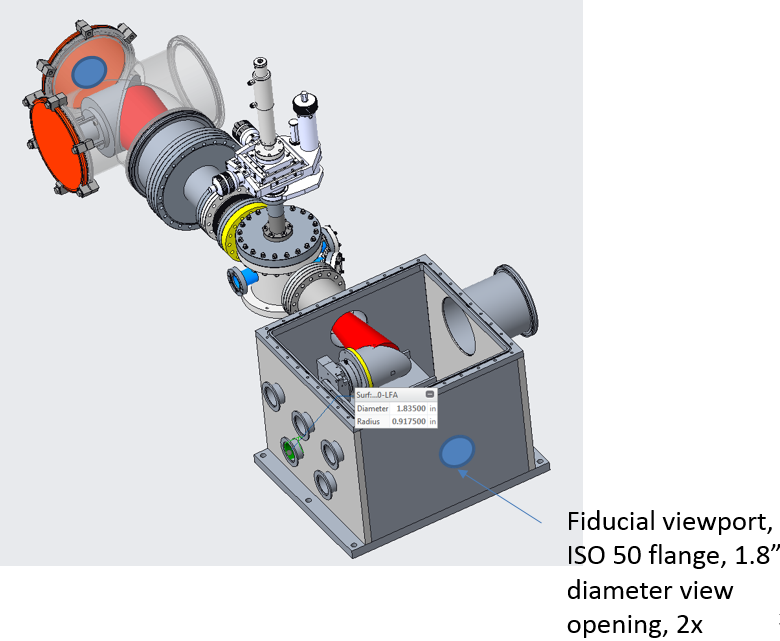 Surf:...0-LFA
Diameter 1.83500 in
Radius 0.917500 in
Fiducial viewport,
ISO 50 flange, 1.8”
diameter view
opening, 2x